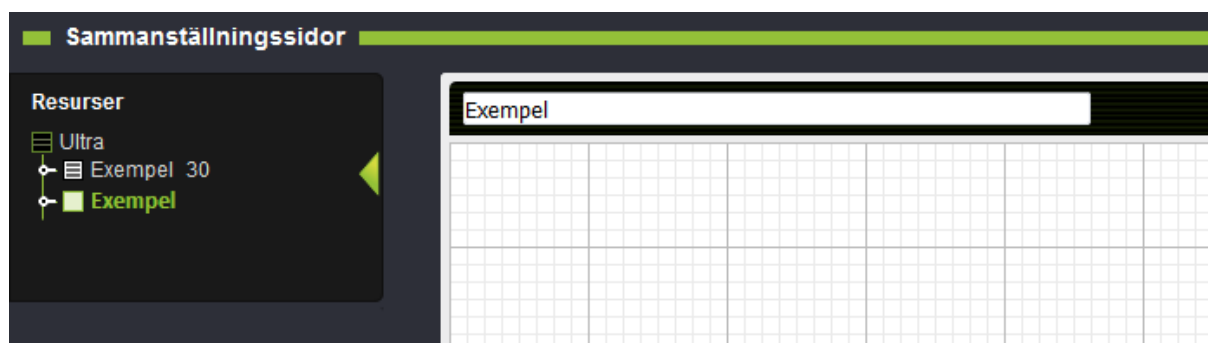 Sammanställningssidor
Resurser
Ultra
Exempel 30
Exempel
Exempel